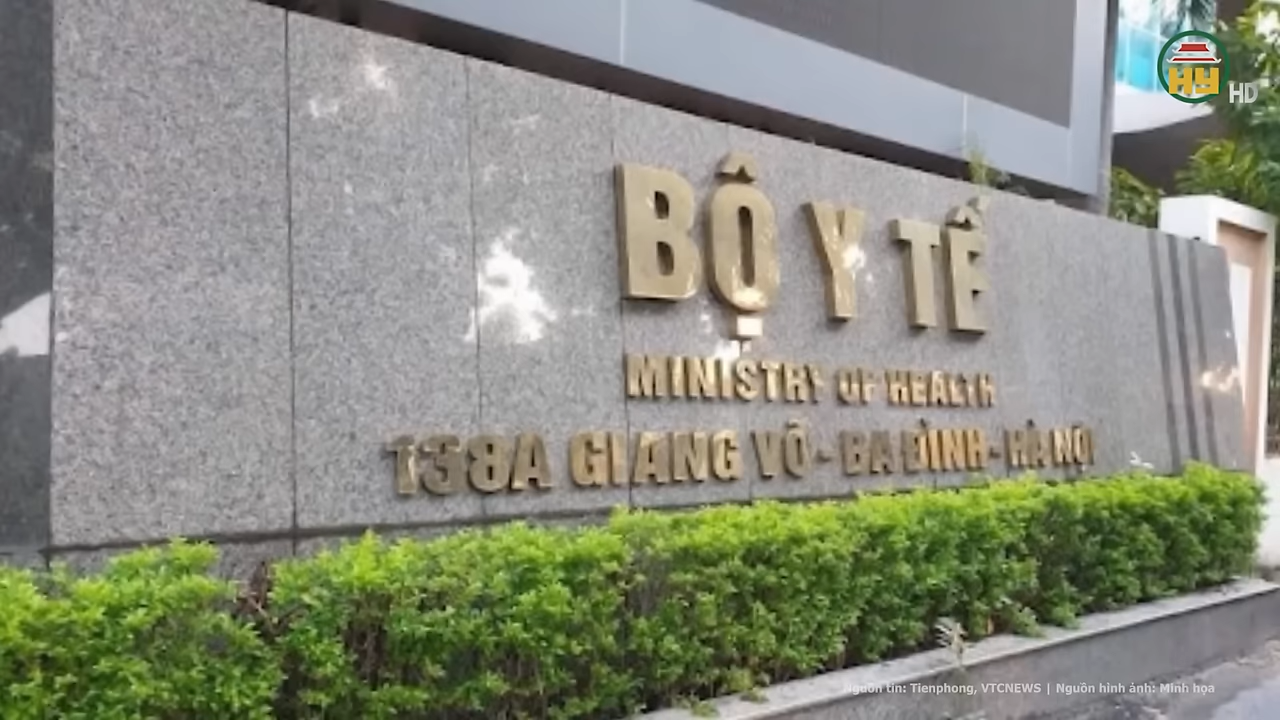 HY HD
BỘ Y TẾ
MINISTRY OF HEALTH
138A GIẢNG VÕ - BA ĐÌNH - HÀ NỘI
Nguồn tin: Tienphong, VTCNEWS | Nguồn hình ảnh: Minh họa